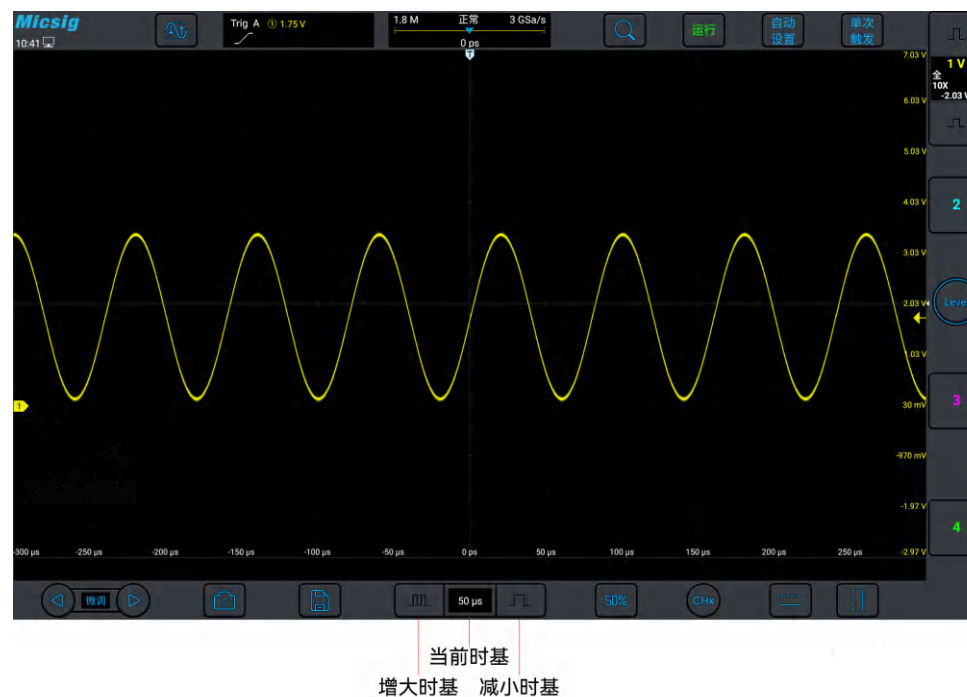 Micsig
10:41
Trig A ① 1.75 V
1.8 M 正常 3 GSa/s
0 ps
运行
自动
设置
单次
触发
T
7.03 V
1 V
全
10X
-2.03 V
6.03 V
5.03 V
4.03 V
2
3.03 V
2.03 V
Leve
1.03 V
3
1
30 mV
-970 mV
-1.97 V
4
-300 μs -250 μs -200 μs -150 μs -100 μs -50 μs 0 ps 50 μs 100 μs 150 μs 200 μs 250 μs -2.97 V
微调
50 μs
50%
CHx
当前时基
增大时基 减小时基